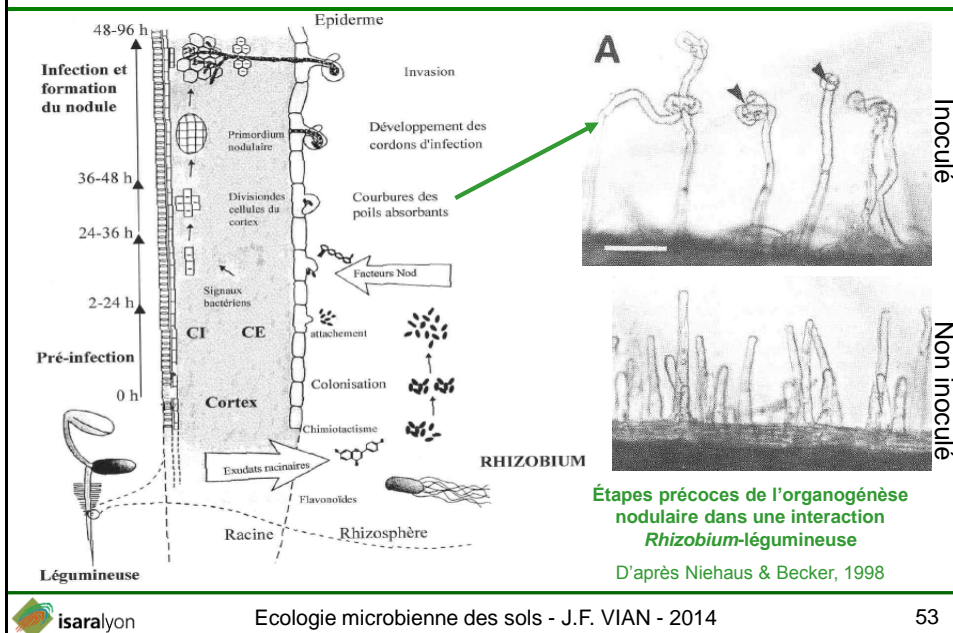 Epiderme
48-96 h
Infection et
formation
du nodule
Invasion
Primordium
nodulaire
Développement des
cordons d'infection
36-48 h
Divisiondes
cellules du
cortex
Courbures des
poils absorbants
24-36 h
Facteurs Nod
Signaux
bactériens
2-24 h
CI CE
attachement
Pré-infection
Colonisation
0 h
Cortex
Chimiotactisme
Exudats racinaires
RHIZOBIUM
Flavonoïdes
Racine Rhizosphère
Légumineuse
A
Inoculé
Non inoculé
Étapes précoces de l'organogénèse
nodulaire dans une interaction
Rhizobium-légumineuse
D'après Niehaus & Becker, 1998
isaralyon
Ecologie microbienne des sols - J.F. VIAN - 2014
53